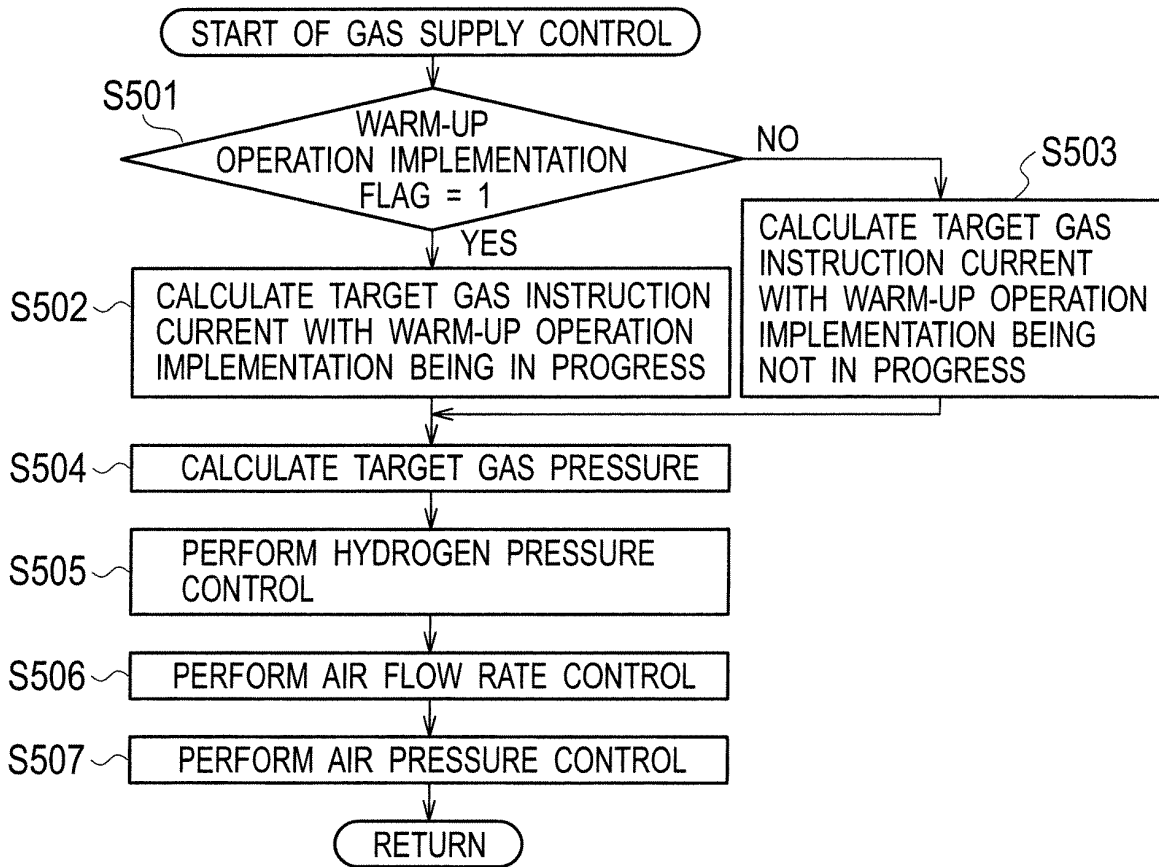 START OF GAS SUPPLY CONTROL
S501
WARM-UP
OPERATION IMPLEMENTATION
FLAG = 1
NO
YES
S502
CALCULATE TARGET GAS INSTRUCTION
CURRENT WITH WARM-UP OPERATION
IMPLEMENTATION BEING IN PROGRESS
S503
CALCULATE TARGET GAS
INSTRUCTION CURRENT
WITH WARM-UP OPERATION
IMPLEMENTATION BEING
NOT IN PROGRESS
S504
CALCULATE TARGET GAS PRESSURE
S505
PERFORM HYDROGEN PRESSURE
CONTROL
S506
PERFORM AIR FLOW RATE CONTROL
S507
PERFORM AIR PRESSURE CONTROL
RETURN